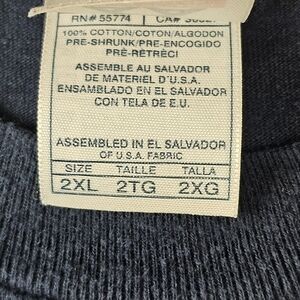 RN# 55774 CA#
100% COTTON/COTON/ALGODON
PRE-SHRUNK/PRE-ENCOGIDO
PRÉ-RÉTRÉCI
ASSEMBLE AU SALVADOR
DE MATERIEL D'U.S.A.
ENSAMBLADO EN EL SALVADOR
CON TELA DE E.U.
ASSEMBLED IN EL SALVADOR
OF U.S.A. FABRIC
SIZE TAILLE TALLA
2XL 2TG 2XG